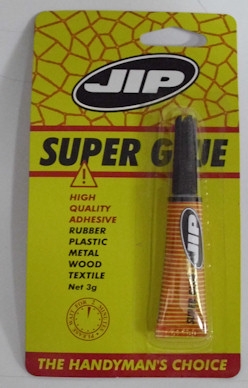 JIP
SUPER GLUE
HIGH
QUALITY
ADHESIVE
RUBBER
PLASTIC
METAL
WOOD
TEXTILE
Net 3g
JIP
THE HANDYMAN'S CHOICE